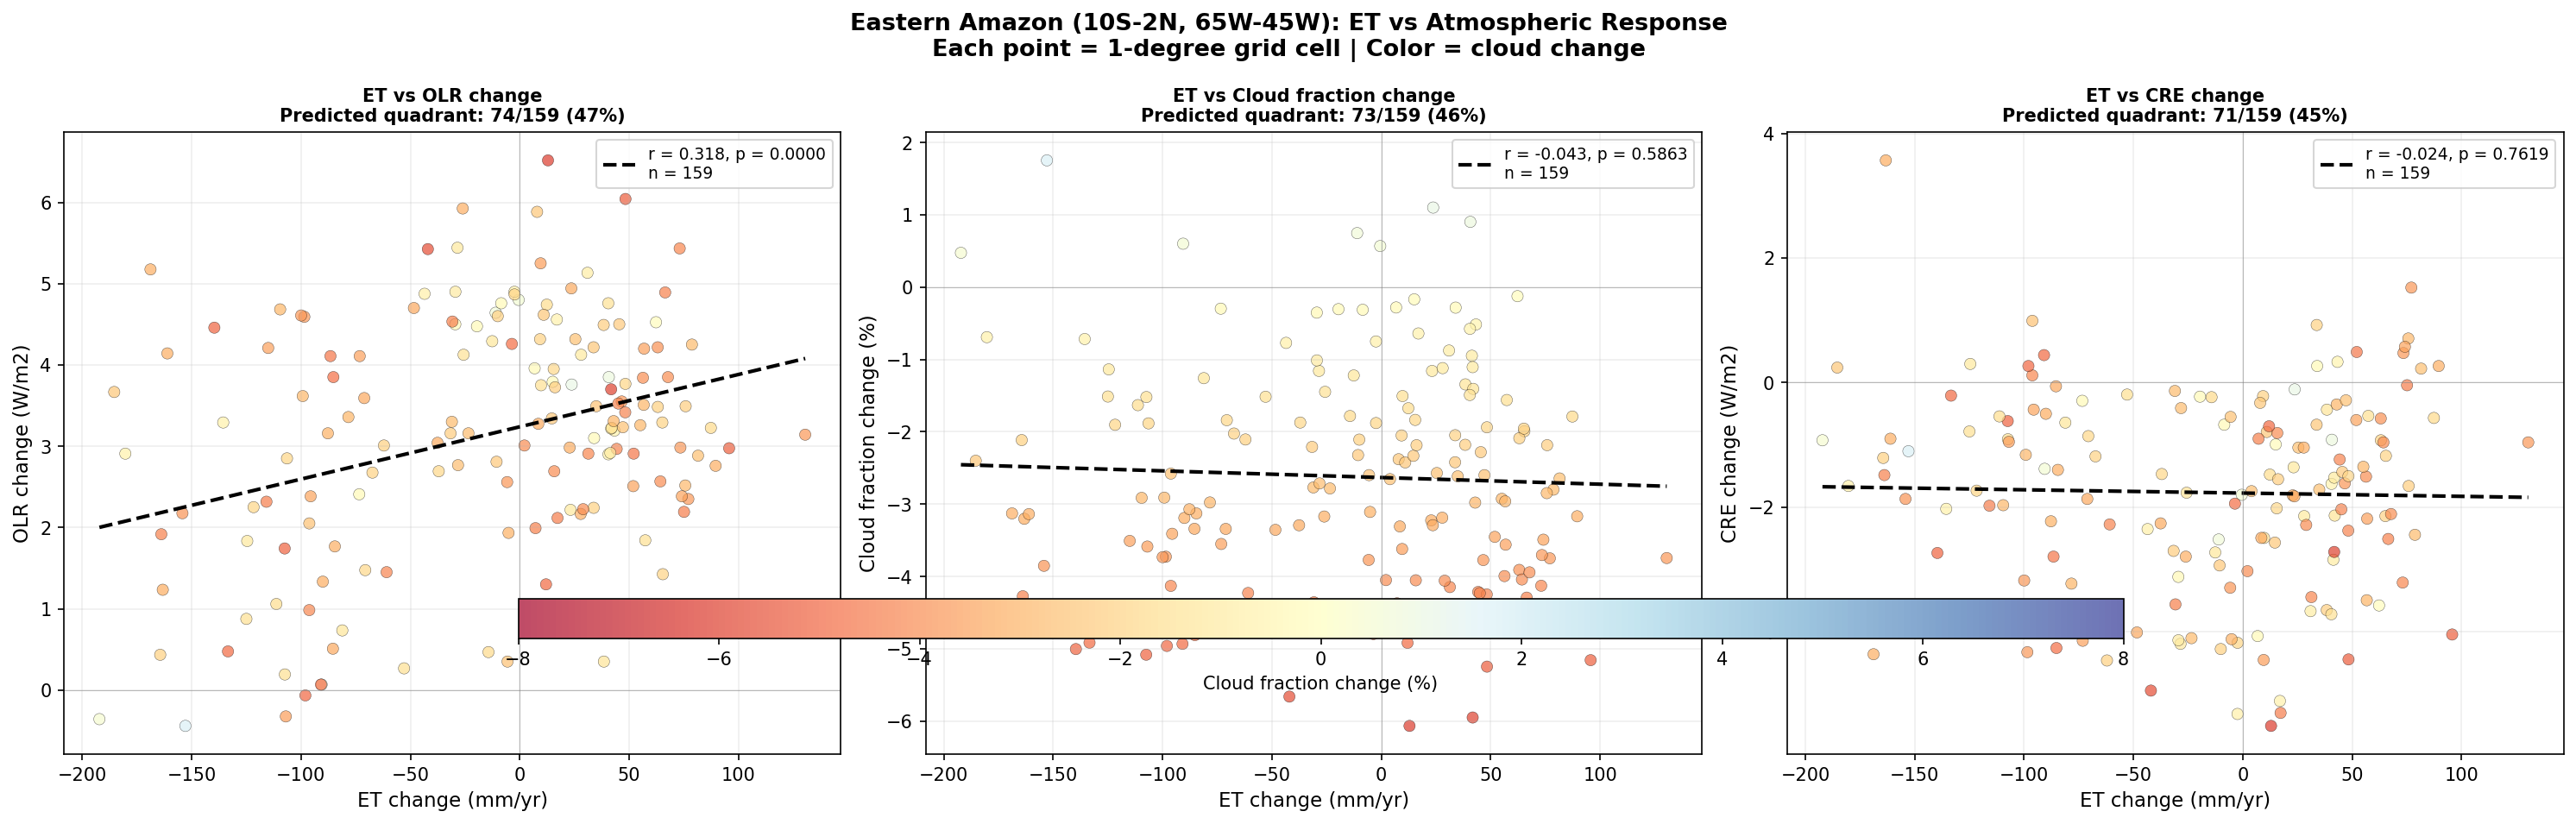 Eastern Amazon (10S-2N, 65W-45W): ET vs Atmospheric Response
Each point = 1-degree grid cell | Color = cloud change
ET vs OLR change
Predicted quadrant: 74/159 (47%)
r = 0.318, p = 0.0000
n = 159
OLR change (W/m2)
6
5
4
3
2
1
0
−200
−150
−100
−50
0
50
100
ET change (mm/yr)
ET vs Cloud fraction change
Predicted quadrant: 73/159 (46%)
r = -0.043, p = 0.5863
n = 159
Cloud fraction change (%)
2
1
0
−1
−2
−3
−4
−5
−6
−200
−150
−100
−50
0
50
100
ET change (mm/yr)
ET vs CRE change
Predicted quadrant: 71/159 (45%)
r = -0.024, p = 0.7619
n = 159
CRE change (W/m2)
4
2
0
−2
−200
−150
−100
−50
0
50
100
ET change (mm/yr)
−8
−6
−4
−2
0
2
4
6
8
Cloud fraction change (%)